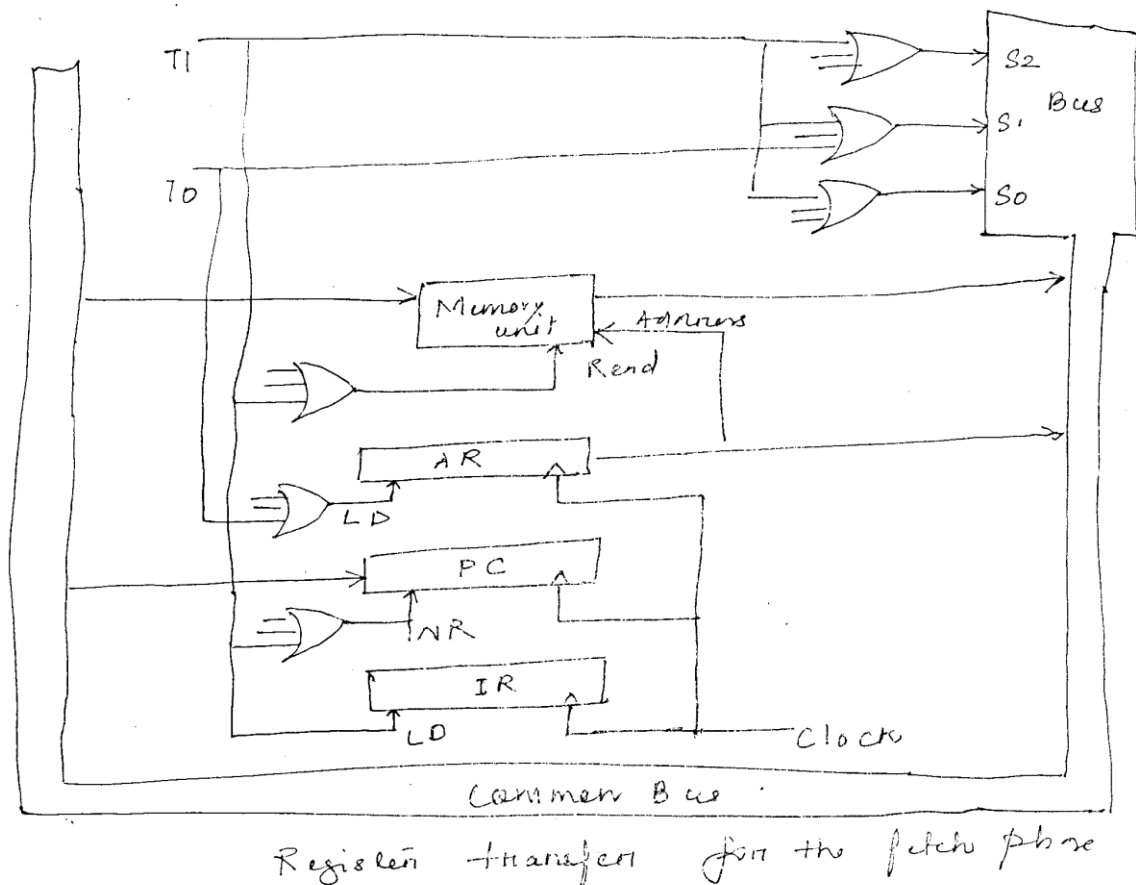 T1
S2
Bus
S1
T0
S0
Memory
unit
Address
Read
AR
LD
PC
NR
IR
LD
Clock
Common Bus
Register transfer for the fetch phase